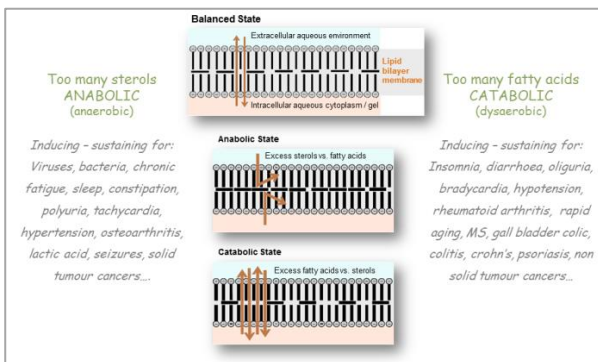 Balanced State
Extracellular aqueous environment
Lipid
bilayer
membrane
Intracellular aqueous cytoplasm / gel
Too many sterols
ANABOLIC
(anaerobic)
Inducing – sustaining for:
Viruses, bacteria, chronic
fatigue, sleep, constipation,
polyuria, tachycardia,
hypertension, osteoarthritis,
lactic acid, seizures, solid
tumour cancers….
Anabolic State
Excess sterols vs. fatty acids
Catabolic State
Excess fatty acids vs. sterols
Too many fatty acids
CATABOLIC
(dysaerobic)
Inducing – sustaining for:
Insomnia, diarrhoea, oliguria,
bradycardia, hypotension,
rheumatoid arthritis, rapid
aging, MS, gall bladder colic,
colitis, crohn's, psoriasis, non
solid tumour cancers…